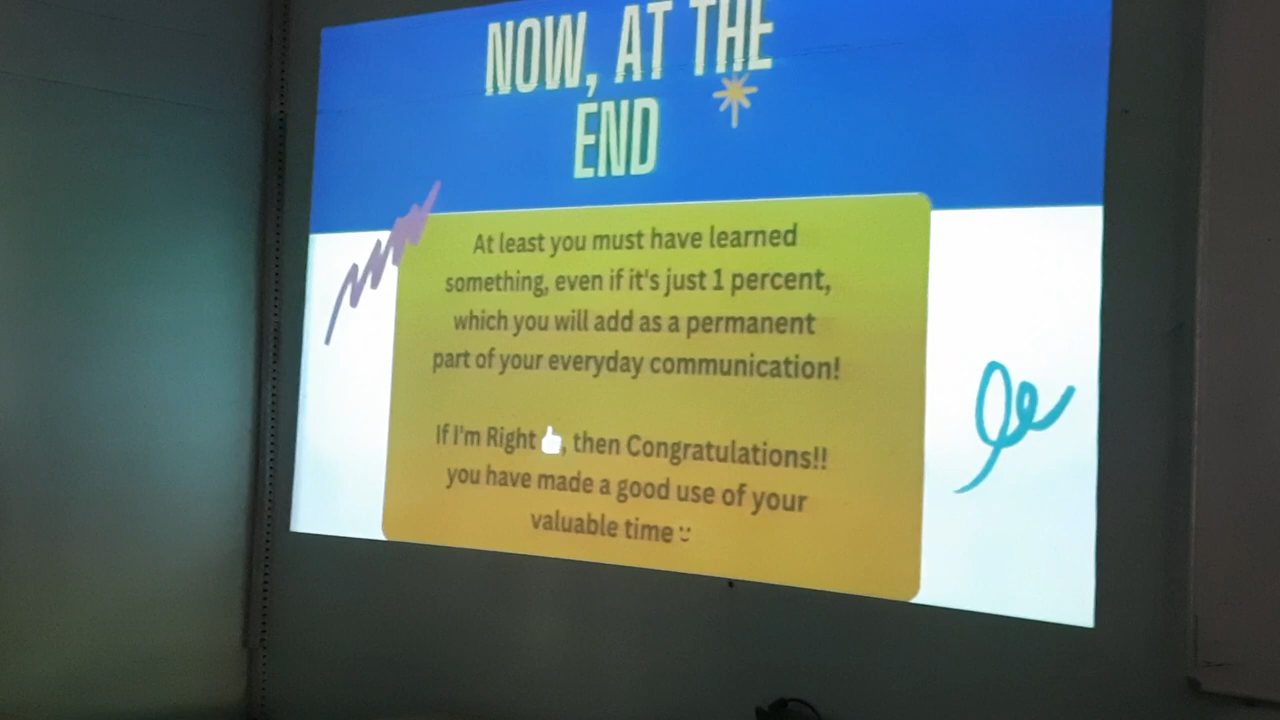 NOW, AT THE
END
At least you must have learned
something, even if it's just 1 percent,
which you will add as a permanent
part of your everyday communication!
If I'm Right 👍, then Congratulations!!
you have made a good use of your
valuable time :)